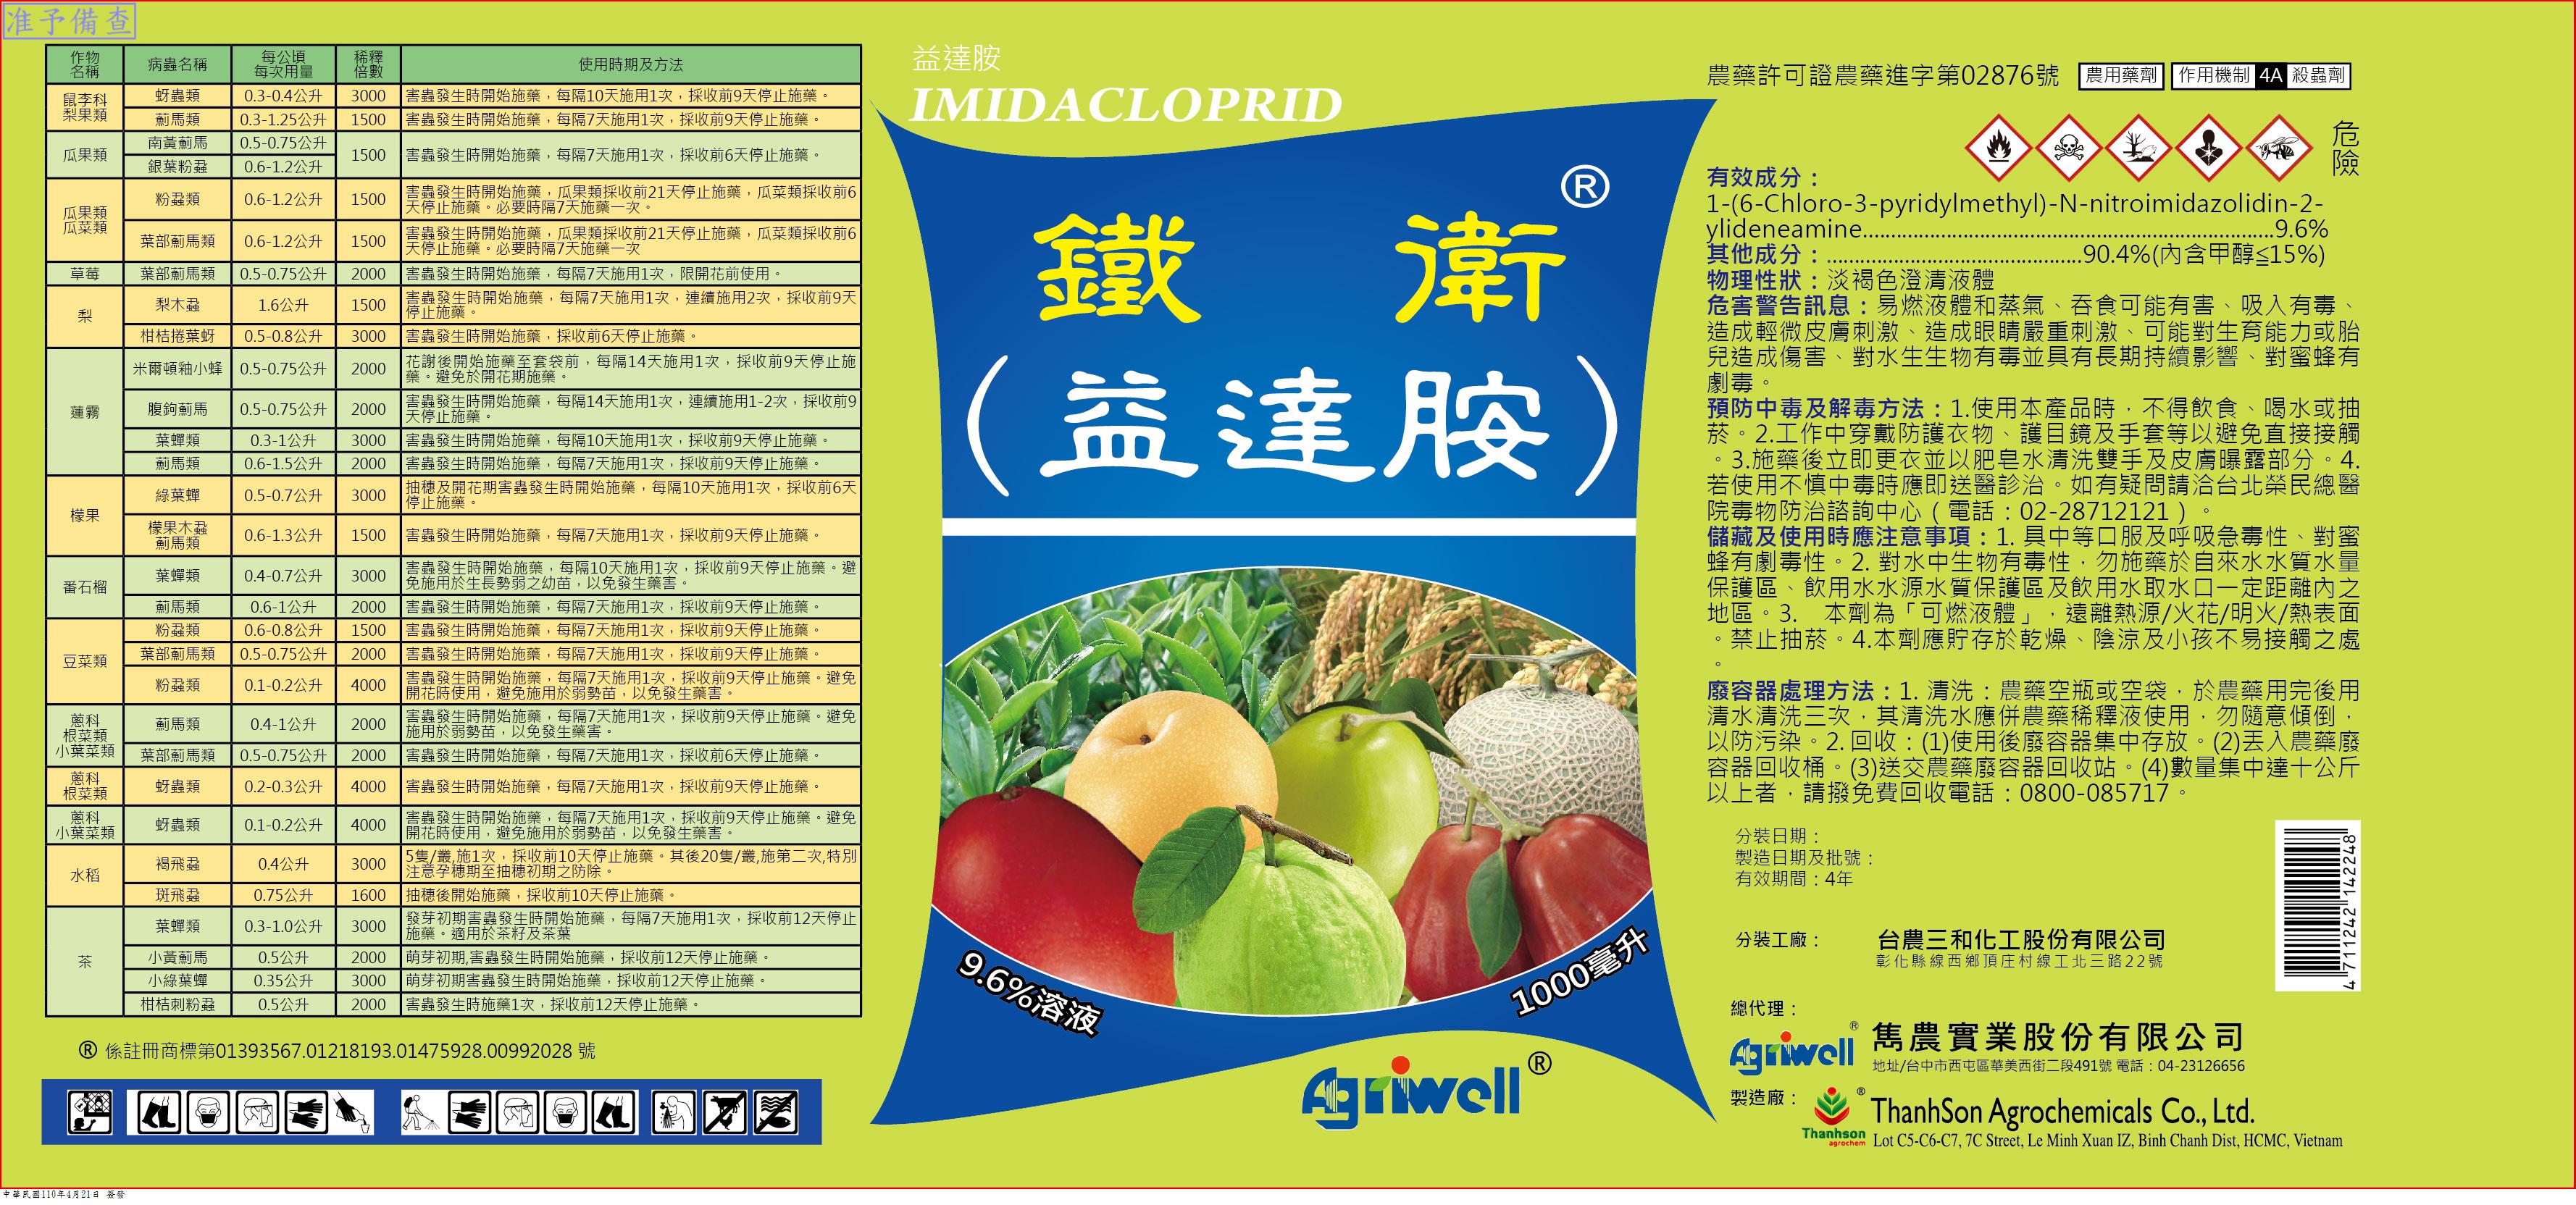 准予備查
作物名稱 病蟲名稱 每公頃每次用量 稀釋倍數 使用時期及方法
鼠李科梨果類 蚜蟲類 0.3-0.4公升 3000 害蟲發生時開始施藥，每隔10天施用1次，採收前9天停止施藥。
薊馬類 0.3-1.25公升 1500 害蟲發生時開始施藥，每隔7天施用1次，採收前9天停止施藥。
瓜果類 南黃薊馬 0.5-0.75公升 1500 害蟲發生時開始施藥，每隔7天施用1次，採收前6天停止施藥。
銀葉粉蝨 0.6-1.2公升
瓜果類瓜菜類 粉蝨類 0.6-1.2公升 1500 害蟲發生時開始施藥，瓜果類採收前21天停止施藥，瓜菜類採收前6
天停止施藥。必要時隔7天施藥一次。
葉部薊馬類 0.6-1.2公升 1500 害蟲發生時開始施藥，瓜果類採收前21天停止施藥，瓜菜類採收前6
天停止施藥。必要時隔7天施藥一次
草莓 葉部薊馬類 0.5-0.75公升 2000 害蟲發生時開始施藥，每隔7天施用1次，限開花前使用。
梨 梨木蝨 1.6公升 1500 害蟲發生時開始施藥，每隔7天施用1次，連續施用2次，採收前9天
停止施藥。
柑桔捲葉蚜 0.5-0.8公升 3000 害蟲發生時開始施藥，採收前6天停止施藥。
蓮霧 米爾頓釉小蜂 0.5-0.75公升 2000 花謝後開始施藥至套袋前，每隔14天施用1次，採收前9天停止施
藥。避免於開花期施藥。
腹鉤薊馬 0.5-0.75公升 2000 害蟲發生時開始施藥，每隔14天施用1次，連續施用1-2次，採收前9
天停止施藥。
葉蟬類 0.3-1公升 3000 害蟲發生時開始施藥，每隔10天施用1次，採收前9天停止施藥。
薊馬類 0.6-1.5公升 2000 害蟲發生時開始施藥，每隔7天施用1次，採收前9天停止施藥。
檬果 綠葉蟬 0.5-0.7公升 3000 抽穗及開花期害蟲發生時開始施藥，每隔10天施用1次，採收前6天
停止施藥。
檬果木蝨薊馬類 0.6-1.3公升 1500 害蟲發生時開始施藥，每隔7天施用1次，採收前9天停止施藥。
番石榴 葉蟬類 0.4-0.7公升 3000 害蟲發生時開始施藥，每隔10天施用1次，採收前9天停止施藥。避
免施用於生長勢弱之幼苗，以免發生藥害。
薊馬類 0.6-1公升 2000 害蟲發生時開始施藥，每隔7天施用1次，採收前9天停止施藥。
豆菜類 粉蝨類 0.6-0.8公升 1500 害蟲發生時開始施藥，每隔7天施用1次，採收前9天停止施藥。
葉部薊馬類 0.5-0.75公升 2000 害蟲發生時開始施藥，每隔7天施用1次，採收前9天停止施藥。
粉蝨類 0.1-0.2公升 4000 害蟲發生時開始施藥，每隔7天施用1次，採收前9天停止施藥。避免
開花時使用，避免施用於弱勢苗，以免發生藥害。
蔥科根菜類小葉菜類 薊馬類 0.4-1公升 2000 害蟲發生時開始施藥，每隔7天施用1次，採收前9天停止施藥。避免
施用於弱勢苗，以免發生藥害。
葉部薊馬類 0.5-0.75公升 2000 害蟲發生時開始施藥，每隔7天施用1次，採收前6天停止施藥。
蔥科根菜類 蚜蟲類 0.2-0.3公升 4000 害蟲發生時開始施藥，每隔7天施用1次，採收前9天停止施藥。
蔥科小葉菜類 蚜蟲類 0.1-0.2公升 4000 害蟲發生時開始施藥，每隔7天施用1次，採收前9天停止施藥。避免
開花時使用，避免施用於弱勢苗，以免發生藥害。
水稻 褐飛蝨 0.4公升 3000 5隻/叢,施1次，採收前10天停止施藥。其後20隻/叢,施第二次,特別
注意孕穗期至抽穗初期之防除。
斑飛蝨 0.75公升 1600 抽穗後開始施藥，採收前10天停止施藥。
茶 葉蟬類 0.3-1.0公升 3000 發芽初期害蟲發生時開始施藥，每隔7天施用1次，採收前12天停止
施藥。適用於茶籽及茶葉
小黃薊馬 0.5公升 2000 萌芽初期,害蟲發生時開始施藥，採收前12天停止施藥。
小綠葉蟬 0.35公升 3000 萌芽初期害蟲發生時開始施藥，採收前12天停止施藥。
柑桔刺粉蝨 0.5公升 2000 害蟲發生時施藥1次，採收前12天停止施藥。
® 係註冊商標第01393567.01218193.01475928.00992028 號
益達胺
IMIDACLOPRID
鐵 衛®
（益達胺）
9.6%溶液
1000毫升
Agriwell®
農藥許可證農藥進字第02876號 農用藥劑 作用機制 4A 殺蟲劑
危險
有效成分：
1-(6-Chloro-3-pyridylmethyl)-N-nitroimidazolidin-2-
ylideneamine..........................................................................9.6%
其他成分：..............................................90.4%(內含甲醇≦15%)
物理性狀：淡褐色澄清液體
危害警告訊息：易燃液體和蒸氣、吞食可能有害、吸入有毒、
造成輕微皮膚刺激、造成眼睛嚴重刺激、可能對生育能力或胎
兒造成傷害、對水生生物有毒並具有長期持續影響、對蜜蜂有
劇毒。
預防中毒及解毒方法：1.使用本產品時，不得飲食、喝水或抽
菸。2.工作中穿戴防護衣物、護目鏡及手套等以避免直接接觸
。3.施藥後立即更衣並以肥皂水清洗雙手及皮膚曝露部分。4.
若使用不慎中毒時應即送醫診治。如有疑問請洽台北榮民總醫
院毒物防治諮詢中心（電話：02-28712121）。
儲藏及使用時應注意事項：1. 具中等口服及呼吸急毒性、對蜜
蜂有劇毒性。2. 對水中生物有毒性，勿施藥於自來水水質水量
保護區、飲用水水源水質保護區及飲用水取水口一定距離內之
地區。3. 本劑為「可燃液體」，遠離熱源/火花/明火/熱表面
。禁止抽菸。4.本劑應貯存於乾燥、陰涼及小孩不易接觸之處
。
廢容器處理方法：1. 清洗：農藥空瓶或空袋，於農藥用完後用
清水清洗三次，其清洗水應併農藥稀釋液使用，勿隨意傾倒，
以防污染。2. 回收：(1)使用後廢容器集中存放。(2)丟入農藥廢
容器回收桶。(3)送交農藥廢容器回收站。(4)數量集中達十公斤
以上者，請撥免費回收電話：0800-085717。
分裝日期：
製造日期及批號：
有效期間：4年
4 711242 142248
分裝工廠： 台農三和化工股份有限公司
彰化縣線西鄉頂庄村線工北三路22號
總代理：
Agriwell® 雋農實業股份有限公司
地址/台中市西屯區華美西街二段491號 電話：04-23126656
製造廠： ® ThanhSon Agrochemicals Co., Ltd.
Thanhson agrochem Lot C5-C6-C7, 7C Street, Le Minh Xuan IZ, Binh Chanh Dist, HCMC, Vietnam
中華民國110年4月21日 簽發